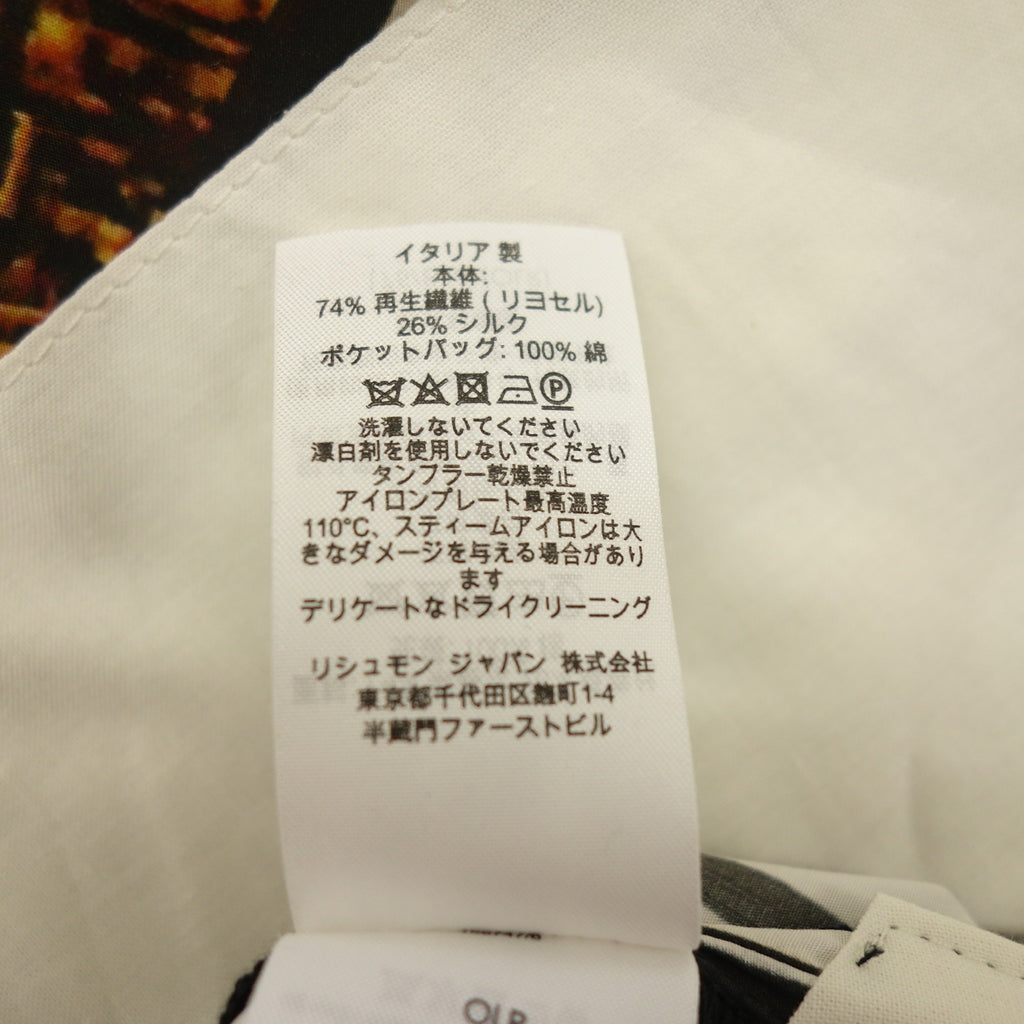 イタリア 製
本体:
74% 再生繊維 ( リヨセル)
26% シルク
ポケットバッグ: 100% 綿
P
洗濯しないてください
漂白剤を使用しないでください
タンブラー乾燥禁止
アイロンプレート最高温度
110°C、スティームアイロンは大
きなダメージを与える場合があり
ます
デリケートなドライクリーニング
リシュモン ジャパン 株式会社
東京都千代田区麹町1-4
半蔵門ファーストビル